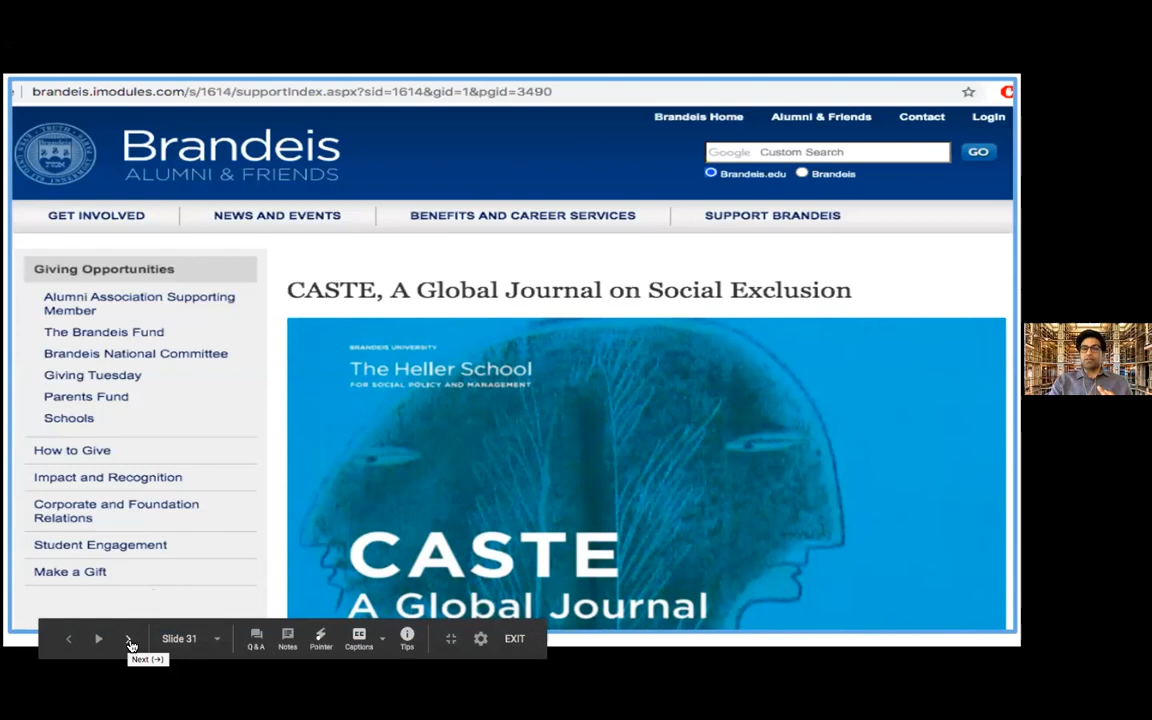 brandeis.imodules.com/s/1614/supportIndex.aspx?sid=1614&gid=1&pgid=3490
Brandeis Home Alumni & Friends Contact Login
Brandeis
ALUMNI & FRIENDS
Google Custom Search GO
Brandeis.edu Brandeis
GET INVOLVED NEWS AND EVENTS BENEFITS AND CAREER SERVICES SUPPORT BRANDEIS
Giving Opportunities
Alumni Association Supporting
Member
The Brandeis Fund
Brandeis National Committee
Giving Tuesday
Parents Fund
Schools
How to Give
Impact and Recognition
Corporate and Foundation
Relations
Student Engagement
Make a Gift
CASTE, A Global Journal on Social Exclusion
BRANDEIS UNIVERSITY
The Heller School
FOR SOCIAL POLICY AND MANAGEMENT
CASTE
A Global Journal
Slide 31
Q & A Notes Pointer Captions Tips EXIT
Next (→)